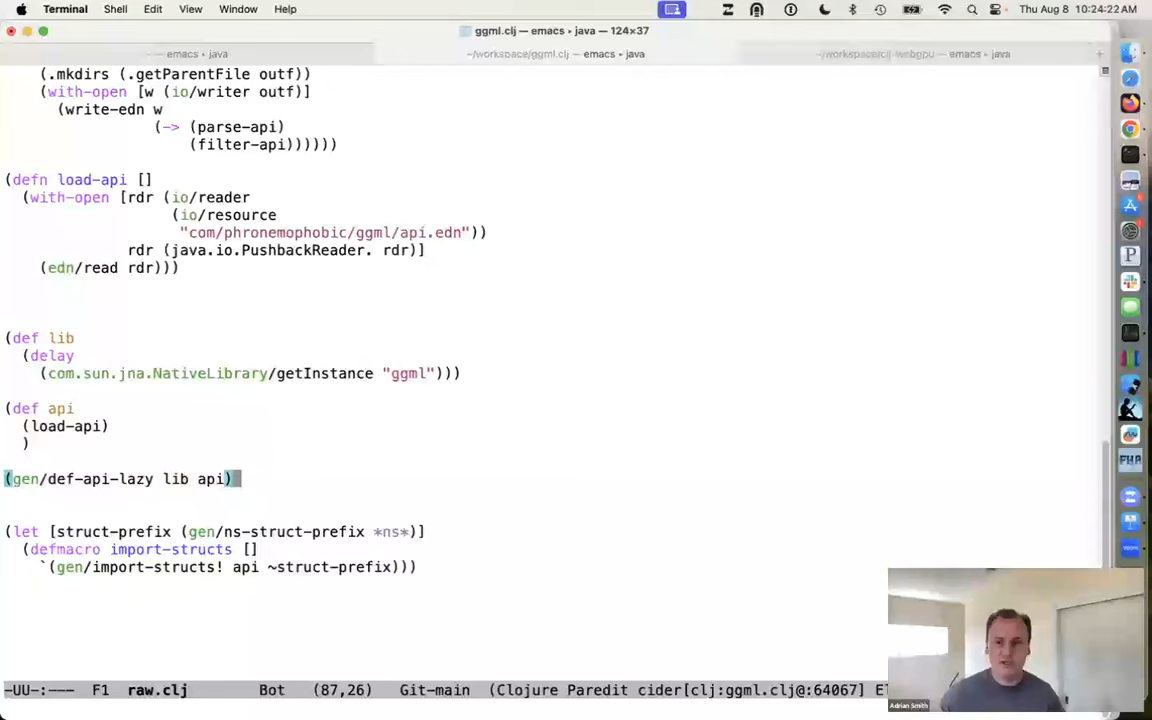 Terminal Shell Edit View Window Help Thu Aug 8 10:24:22 AM
ggml.clj — emacs ▸ java — 124×37
emacs ▸ java
~/workspace/ggml.clj — emacs ▸ java
~/workspace/clj-webgpu — emacs ▸ java
(.mkdirs (.getParentFile outf))
(with-open [w (io/writer outf)]
(write-edn w
(-> (parse-api)
(filter-api))))))
(defn load-api []
(with-open [rdr (io/reader
(io/resource
"com/phronemophobic/ggml/api.edn"))
rdr (java.io.PushbackReader. rdr)]
(edn/read rdr)))
(def lib
(delay
(com.sun.jna.NativeLibrary/getInstance "ggml")))
(def api
(load-api)
)
(gen/def-api-lazy lib api)
(let [struct-prefix (gen/ns-struct-prefix *ns*)]
(defmacro import-structs []
`(gen/import-structs! api ~struct-prefix)))
-UU-:--- F1 raw.clj Bot (87,26) Git-main (Clojure Paredit cider[clj:ggml.clj@:64067] El
Adrian Smith